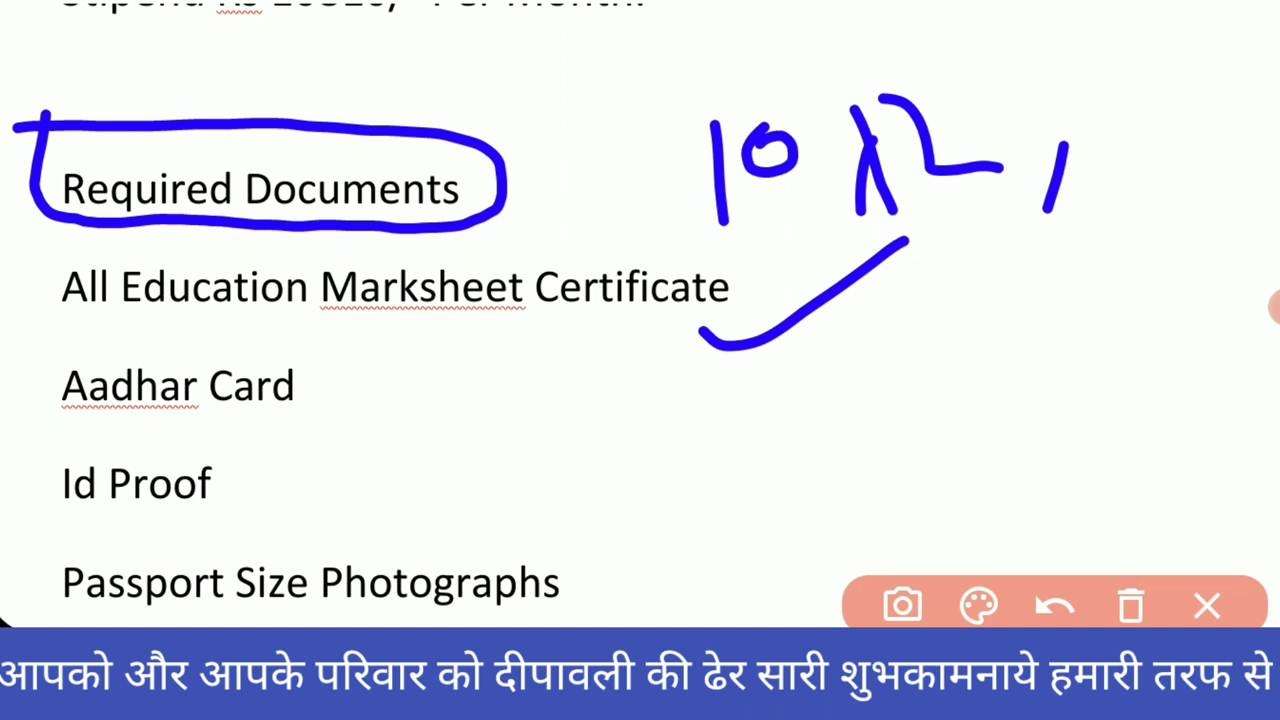 Required Documents
10 12,
All Education Marksheet Certificate
Aadhar Card
Id Proof
Passport Size Photographs
आपको और आपके परिवार को दीपावली की ढेर सारी शुभकामनाये हमारी तरफ से